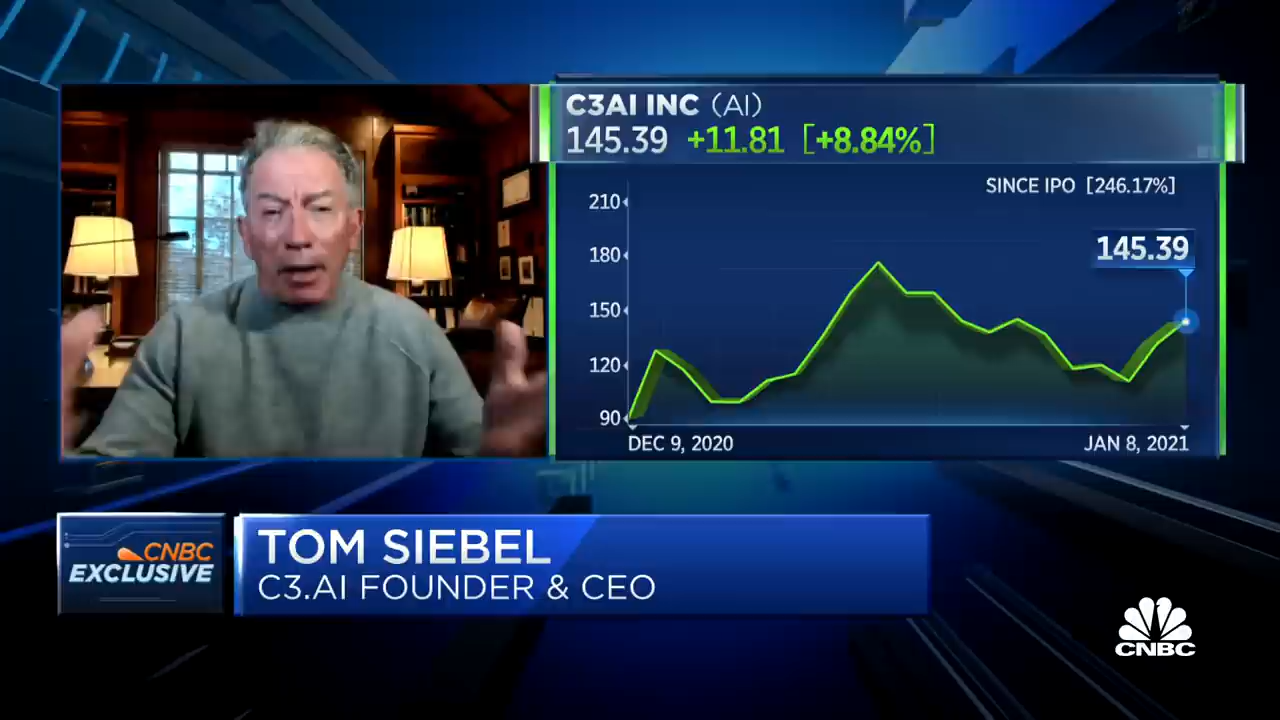 C3AI INC (AI)
145.39 +11.81 [+8.84%]
SINCE IPO [246.17%]
210
180
150
120
90
145.39
DEC 9, 2020
JAN 8, 2021
CNBC
EXCLUSIVE
TOM SIEBEL
C3.AI FOUNDER & CEO
CNBC